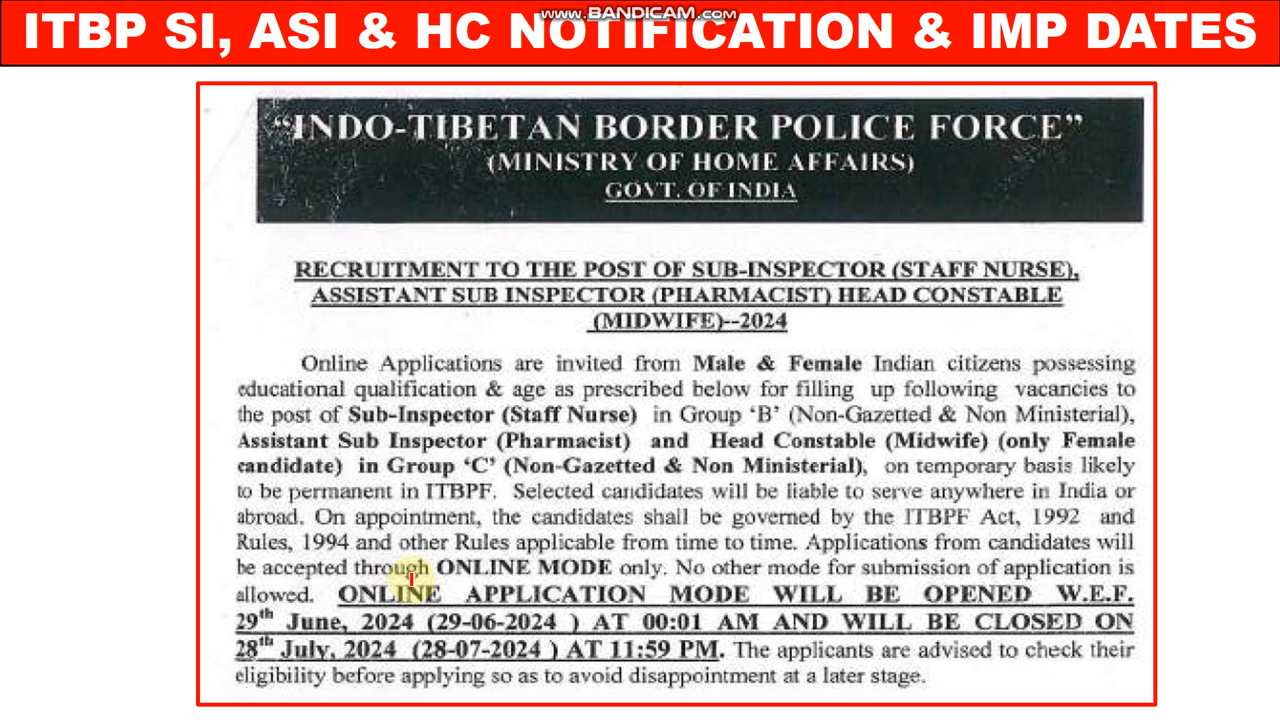 www.BANDICAM.com
ITBP SI, ASI & HC NOTIFICATION & IMP DATES
“INDO-TIBETAN BORDER POLICE FORCE”
(MINISTRY OF HOME AFFAIRS)
GOVT. OF INDIA
RECRUITMENT TO THE POST OF SUB-INSPECTOR (STAFF NURSE),
ASSISTANT SUB INSPECTOR (PHARMACIST) HEAD CONSTABLE
(MIDWIFE)--2024
Online Applications are invited from Male & Female Indian citizens possessing
educational qualification & age as prescribed below for filling up following vacancies to
the post of Sub-Inspector (Staff Nurse) in Group ‘B’ (Non-Gazetted & Non Ministerial),
Assistant Sub Inspector (Pharmacist) and Head Constable (Midwife) (only Female
candidate) in Group ‘C’ (Non-Gazetted & Non Ministerial), on temporary basis likely
to be permanent in ITBPF. Selected candidates will be liable to serve anywhere in India or
abroad. On appointment, the candidates shall be governed by the ITBPF Act, 1992 and
Rules, 1994 and other Rules applicable from time to time. Applications from candidates will
be accepted through ONLINE MODE only. No other mode for submission of application is
allowed. ONLINE APPLICATION MODE WILL BE OPENED W.E.F.
29th June, 2024 (29-06-2024 ) AT 00:01 AM AND WILL BE CLOSED ON
28th July, 2024 (28-07-2024 ) AT 11:59 PM. The applicants are advised to check their
eligibility before applying so as to avoid disappointment at a later stage.